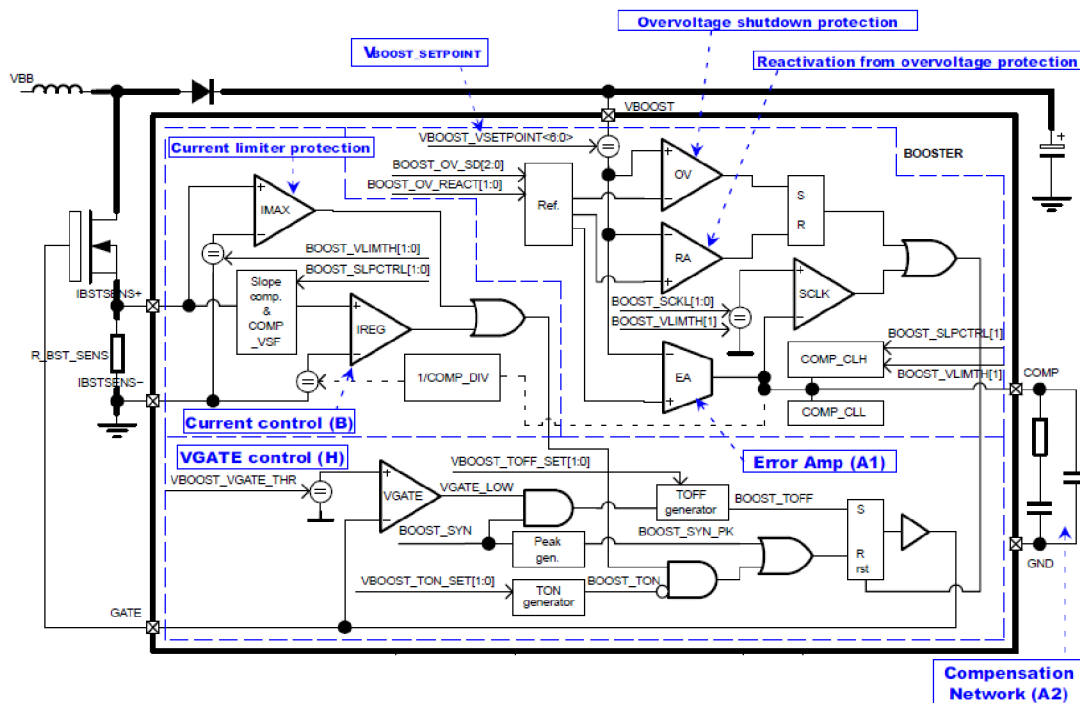 Overvoltage shutdown protection
VBOOST_SETPOINT
Reactivation from overvoltage protection
VBB
VBOOST
VBOOST_VSETPOINT<6:0>
BOOSTER
Current limiter protection
BOOST_OV_SD[2:0]
BOOST_OV_REACT[1:0]
Ref.
OV
S
R
IMAX
RA
BOOST_VLIMTH[1:0]
BOOST_SLPCTRL[1:0]
IBSTSENS+
Slope
comp.
&
COMP
_VSF
IREG
BOOST_SCKL[1:0]
BOOST_VLIMTH[1]
SCLK
R_BST_SENS
IBSTSENS−
1/COMP_DIV
EA
COMP_CLH
BOOST_SLPCTRL[1]
BOOST_VLIMTH[1]
COMP
COMP_CLL
Current control (B)
VGATE control (H)
Error Amp (A1)
VBOOST_VGATE_THR
VGATE
VGATE_LOW
VBOOST_TOFF_SET[1:0]
TOFF
generator
BOOST_TOFF
S
R
rst
BOOST_SYN
Peak
gen.
BOOST_SYN_PK
VBOOST_TON_SET[1:0]
TON
generator
BOOST_TON
GND
GATE
Compensation
Network (A2)
+